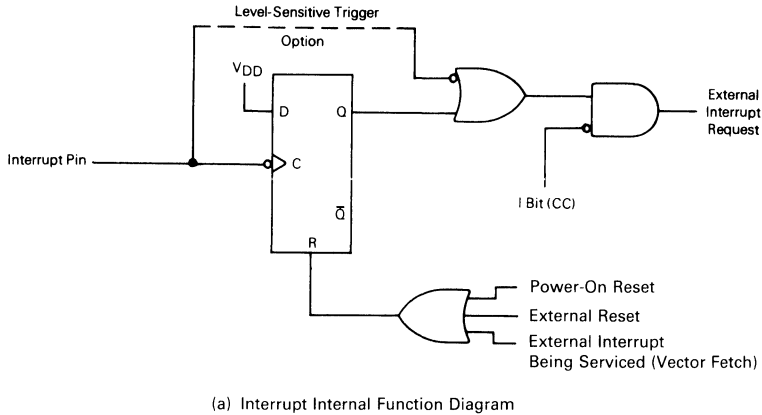 Level-Sensitive Trigger
Option
VDD
D
Q
External
Interrupt
Request
Interrupt Pin
C
I Bit (CC)
Q̅
R
Power-On Reset
External Reset
External Interrupt
Being Serviced (Vector Fetch)
(a) Interrupt Internal Function Diagram